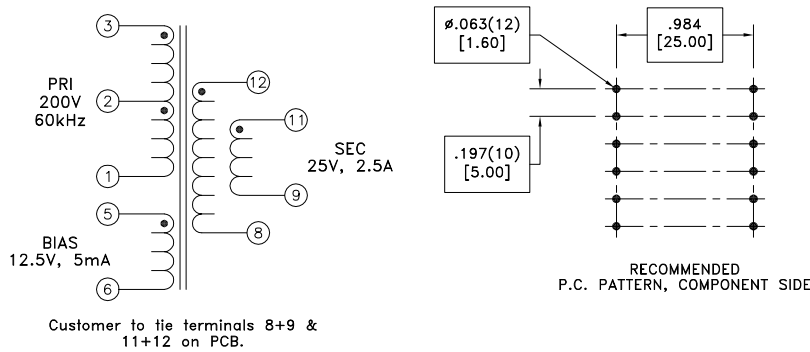 3
PRI
200V
60kHz
2
1
5
BIAS
12.5V, 5mA
6
12
11
SEC
25V, 2.5A
9
8
Customer to tie terminals 8+9 &
11+12 on PCB.
ø.063(12)
[1.60]
.984
[25.00]
.197(10)
[5.00]
RECOMMENDED
P.C. PATTERN, COMPONENT SIDE